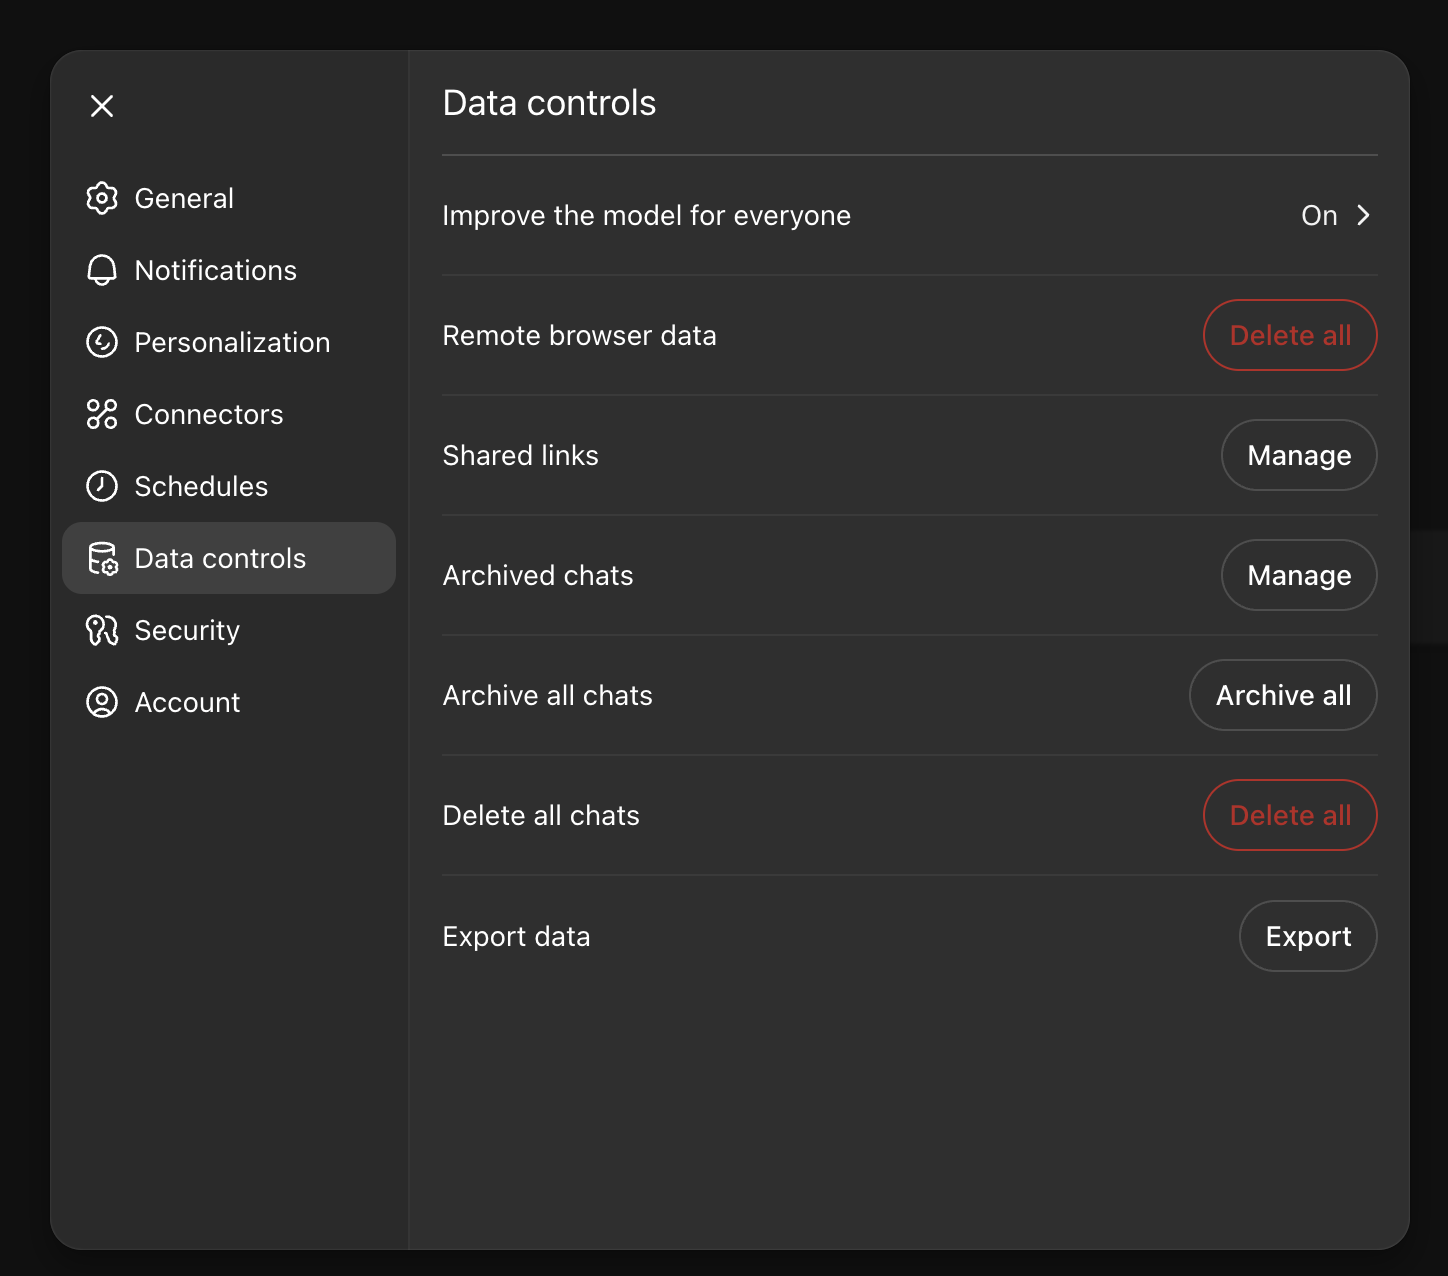 General
Notifications
Personalization
Connectors
Schedules
Data controls
Security
Account
Data controls
Improve the model for everyone On
Remote browser data Delete all
Shared links Manage
Archived chats Manage
Archive all chats Archive all
Delete all chats Delete all
Export data Export